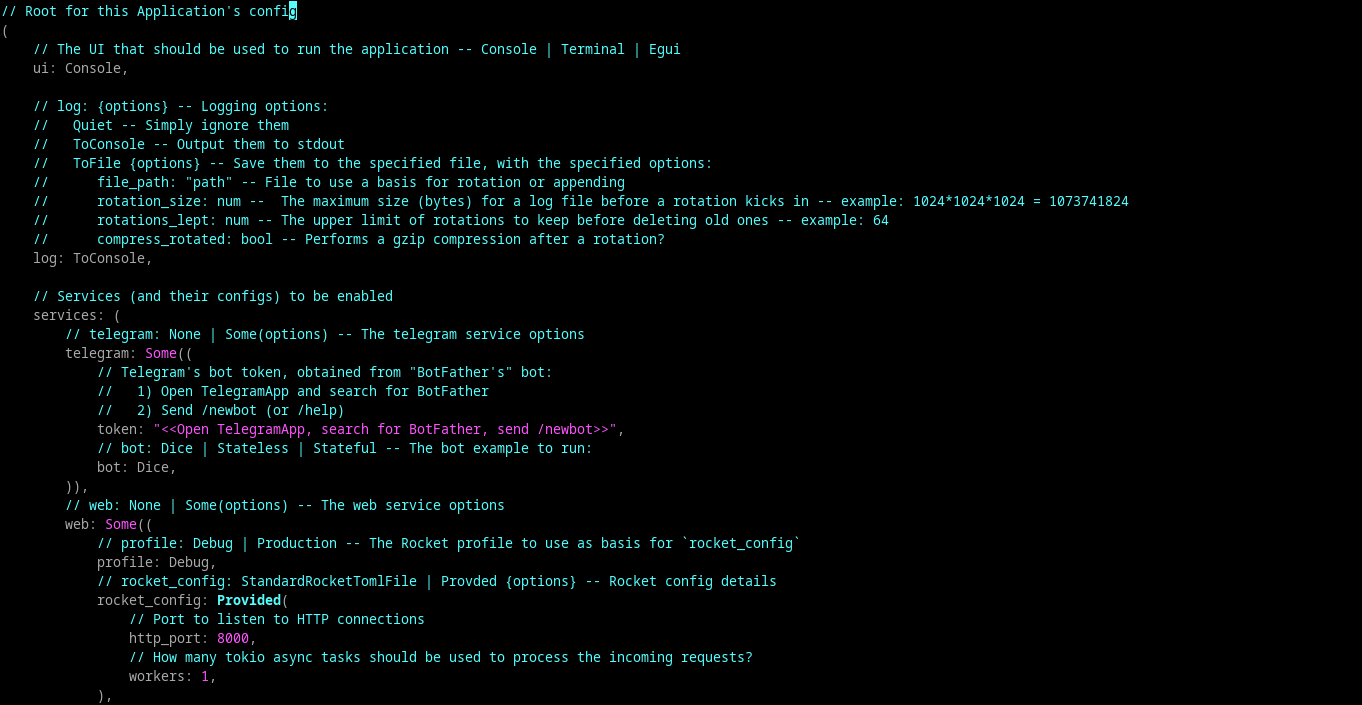 // Root for this Application's config
(
    // The UI that should be used to run the application -- Console | Terminal | Egui
    ui: Console,

    // log: {options} -- Logging options:
    //   Quiet -- Simply ignore them
    //   ToConsole -- Output them to stdout
    //   ToFile {options} -- Save them to the specified file, with the specified options:
    //      file_path: "path" -- File to use a basis for rotation or appending
    //      rotation_size: num --  The maximum size (bytes) for a log file before a rotation kicks in -- example: 1024*1024*1024 = 1073741824
    //      rotations_lept: num -- The upper limit of rotations to keep before deleting old ones -- example: 64
    //      compress_rotated: bool -- Performs a gzip compression after a rotation?
    log: ToConsole,

    // Services (and their configs) to be enabled
    services: (
        // telegram: None | Some(options) -- The telegram service options
        telegram: Some((
            // Telegram's bot token, obtained from "BotFather's" bot:
            //   1) Open TelegramApp and search for BotFather
            //   2) Send /newbot (or /help)
            token: "<<Open TelegramApp, search for BotFather, send /newbot>>",
            // bot: Dice | Stateless | Stateful -- The bot example to run:
            bot: Dice,
        )),
        // web: None | Some(options) -- The web service options
        web: Some((
            // profile: Debug | Production -- The Rocket profile to use as basis for `rocket_config`
            profile: Debug,
            // rocket_config: StandardRocketTomlFile | Provded {options} -- Rocket config details
            rocket_config: Provided(
                // Port to listen to HTTP connections
                http_port: 8000,
                // How many tokio async tasks should be used to process the incoming requests?
                workers: 1,
            ),